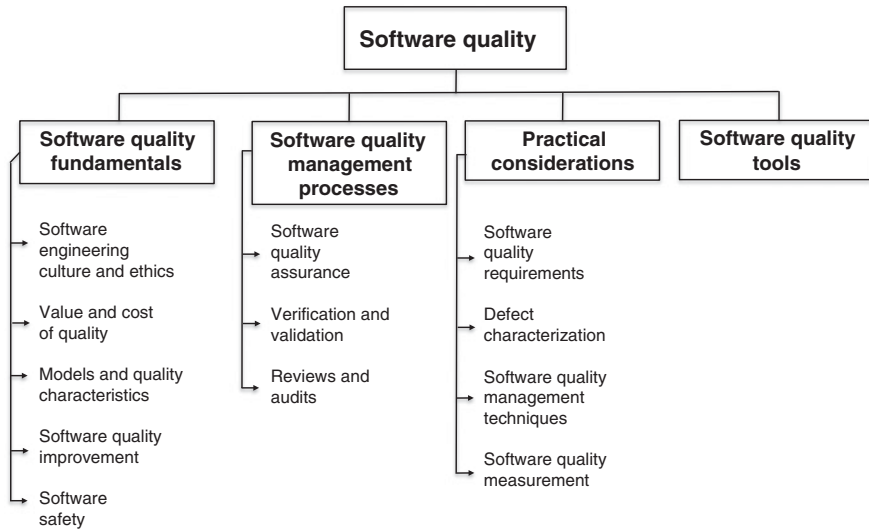 Software quality
Software quality
fundamentals
Software
engineering
culture and ethics
Value and cost
of quality
Models and quality
characteristics
Software quality
improvement
Software
safety
Software quality
management
processes
Software
quality
assurance
Verification and
validation
Reviews and
audits
Practical
considerations
Software
quality
requirements
Defect
characterization
Software quality
management
techniques
Software quality
measurement
Software quality
tools